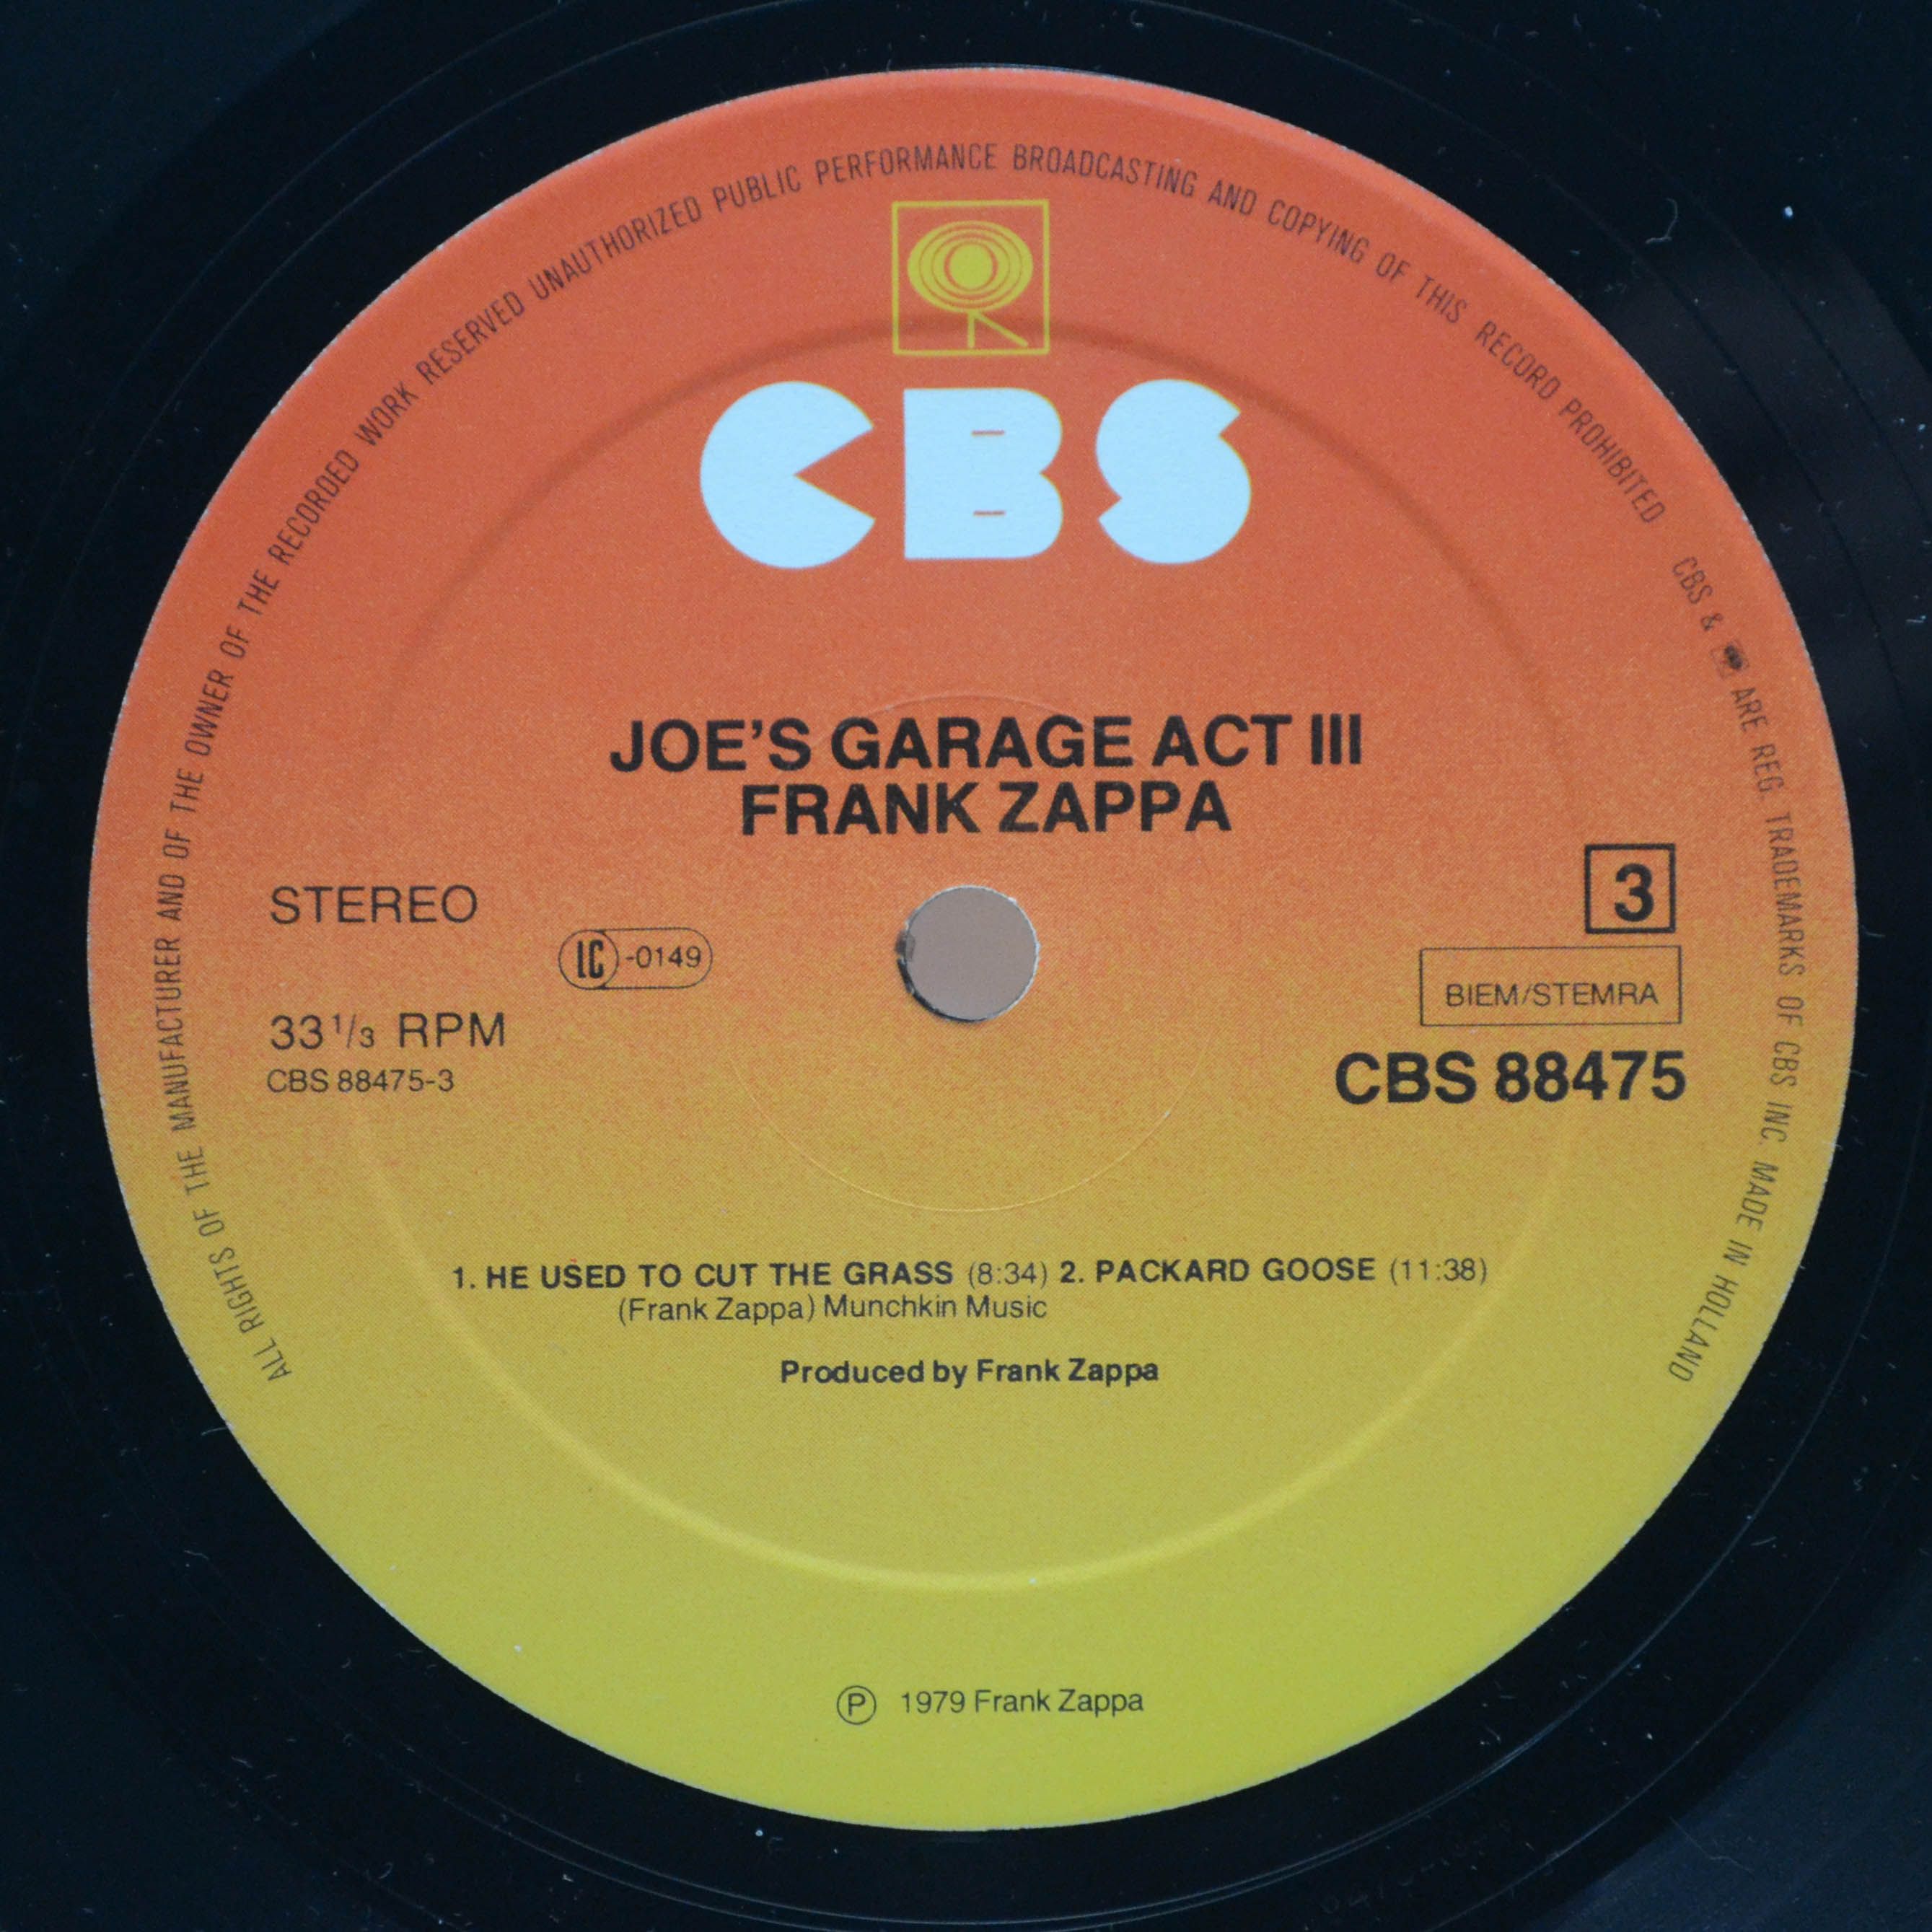 ALL RIGHTS OF THE MANUFACTURER AND OF THE OWNER OF THE RECORDED WORK RESERVED UNAUTHORIZED PUBLIC PERFORMANCE BROADCASTING AND COPYING OF THIS RECORD PROHIBITED
CBS & ARE REG. TRADEMARKS OF CBS INC. MADE IN HOLLAND
CBS
JOE'S GARAGE ACT III
FRANK ZAPPA
STEREO
3
LC -0149
BIEM/STEMRA
33 1/3 RPM
CBS 88475-3
CBS 88475
1. HE USED TO CUT THE GRASS (8:34) 2. PACKARD GOOSE (11:38)
(Frank Zappa) Munchkin Music
Produced by Frank Zappa
Ⓟ 1979 Frank Zappa